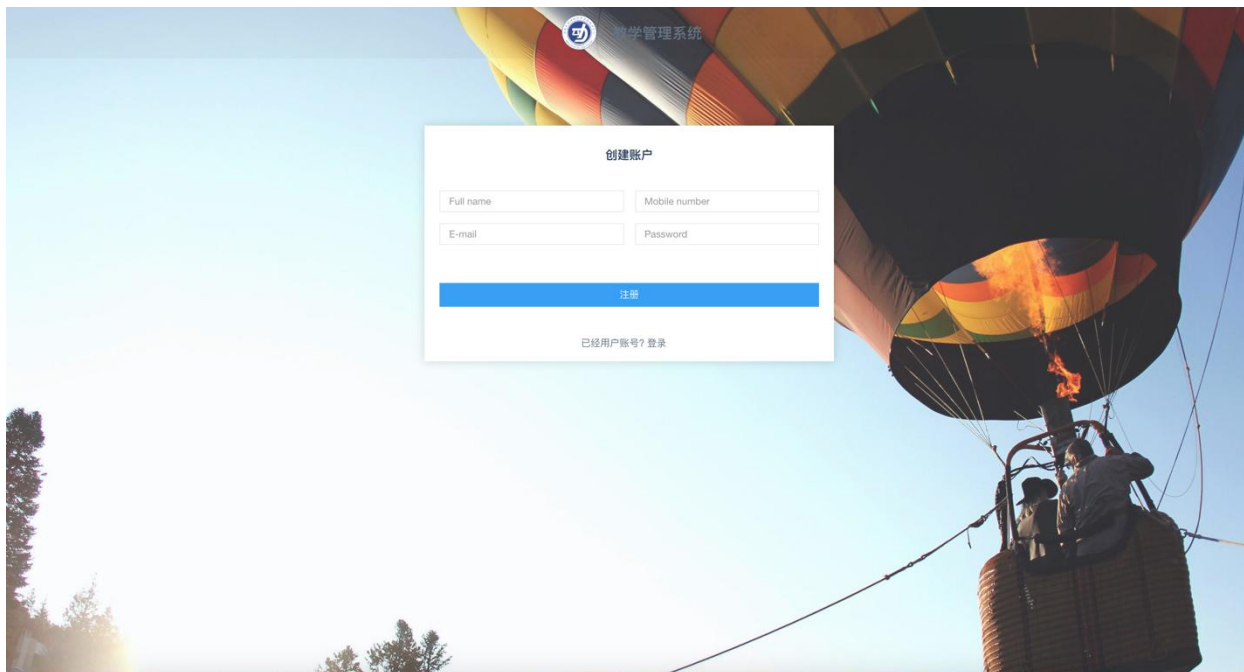 教学管理系统
创建账户
Full name
Mobile number
E-mail
Password
注册
已经用户账号? 登录